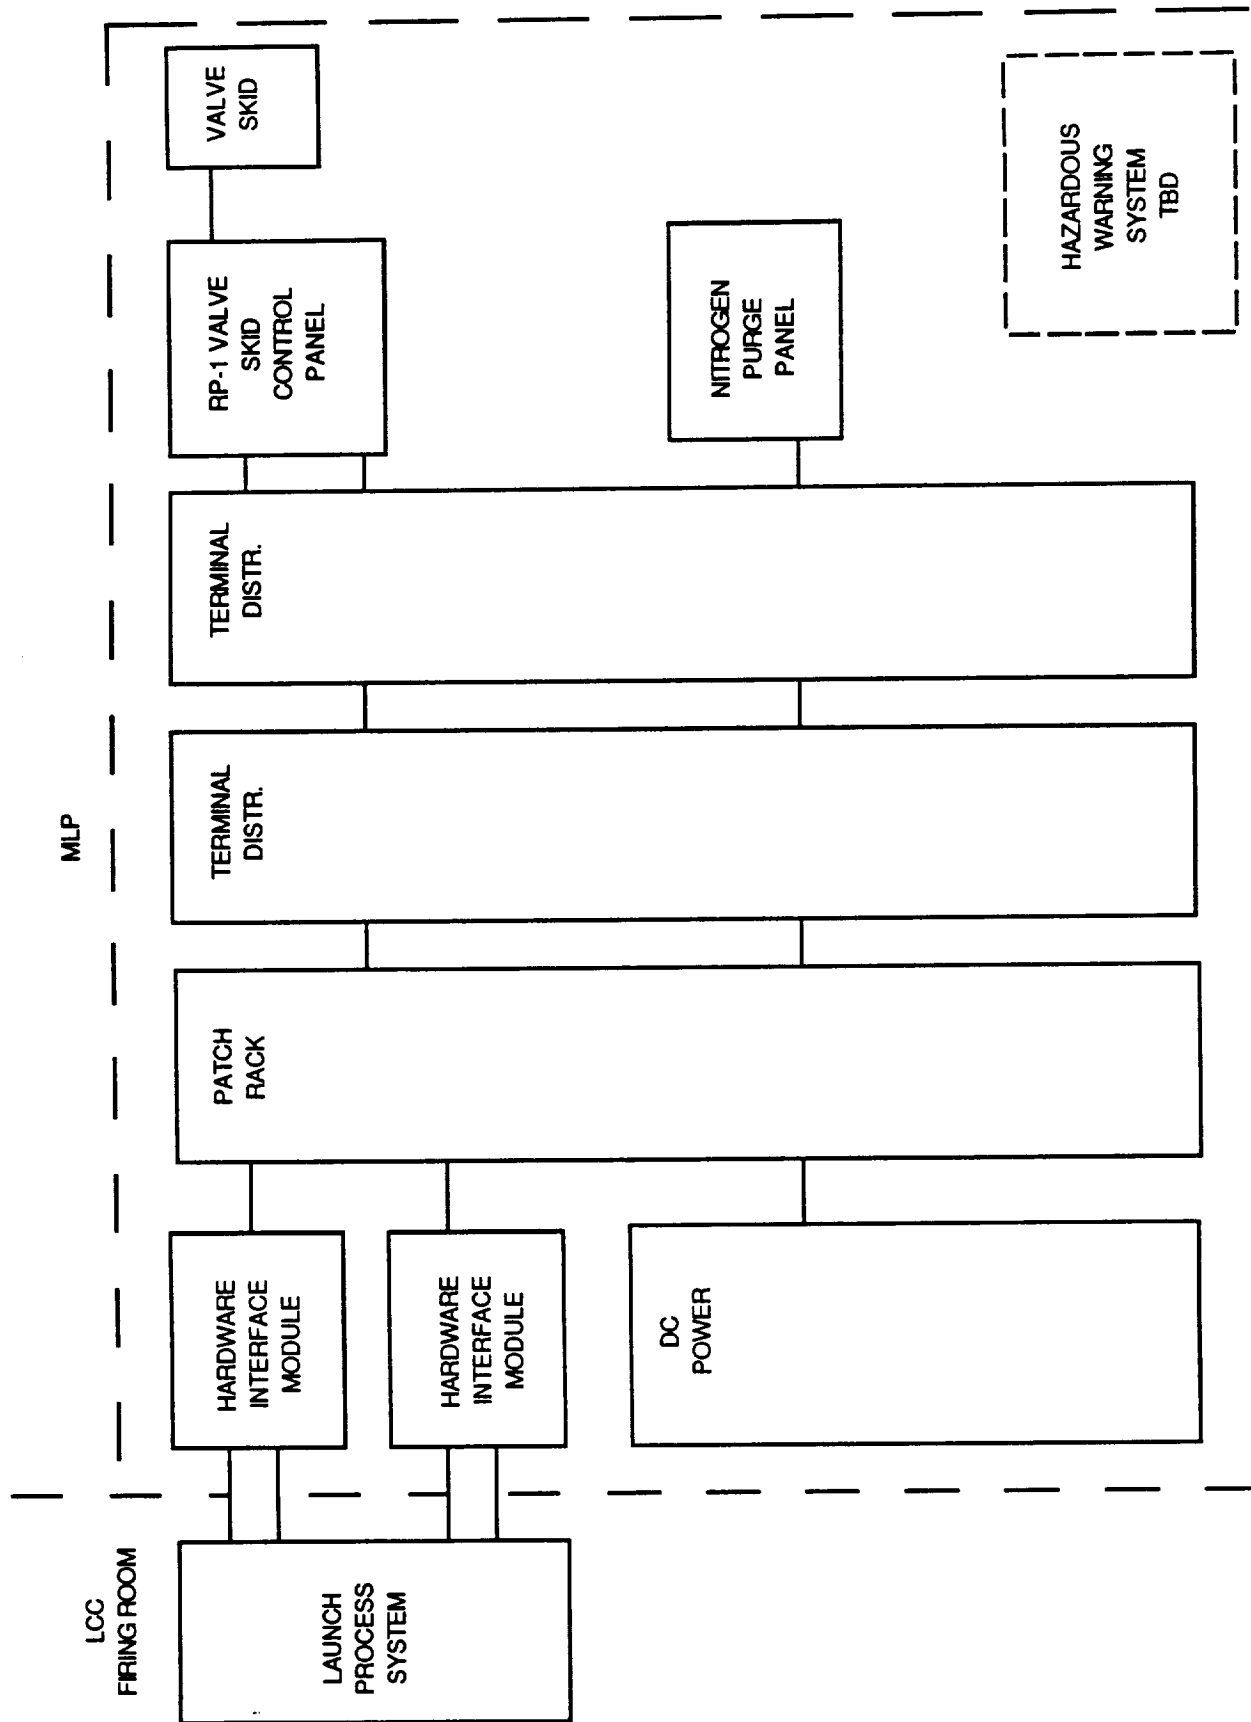 LCC
FIRING ROOM
MLP
LAUNCH
PROCESS
SYSTEM
HARDWARE
INTERFACE
MODULE
HARDWARE
INTERFACE
MODULE
DC
POWER
PATCH
RACK
TERMINAL
DISTR.
TERMINAL
DISTR.
RP-1 VALVE
SKID
CONTROL
PANEL
VALVE
SKID
NITROGEN
PURGE
PANEL
HAZARDOUS
WARNING
SYSTEM
TBD